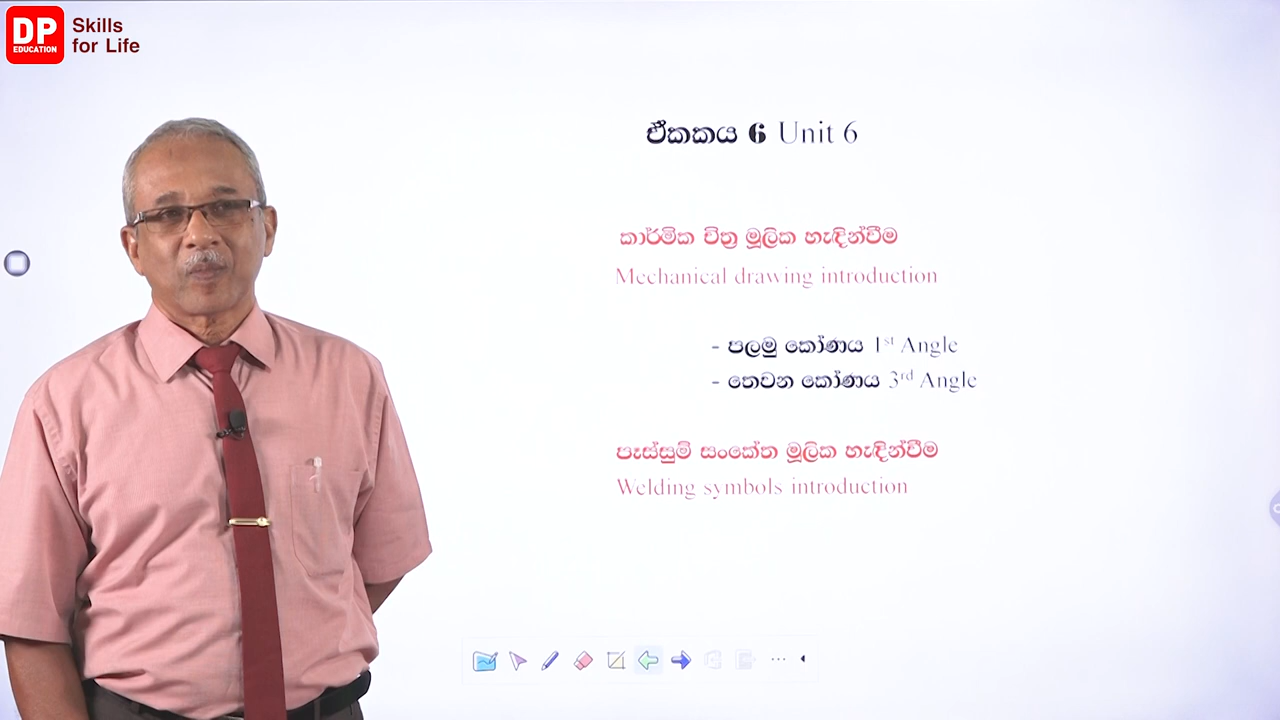 DP
EDUCATION
Skills
for Life
ඒකකය 6 Unit 6
කාර්මික චිත්‍ර මූලික හැඳින්වීම
Mechanical drawing introduction
- පලමු කෝණය 1st Angle
- තෙවන කෝණය 3rd Angle
පෑස්සුම් සංකේත මූලික හැඳින්වීම
Welding symbols introduction